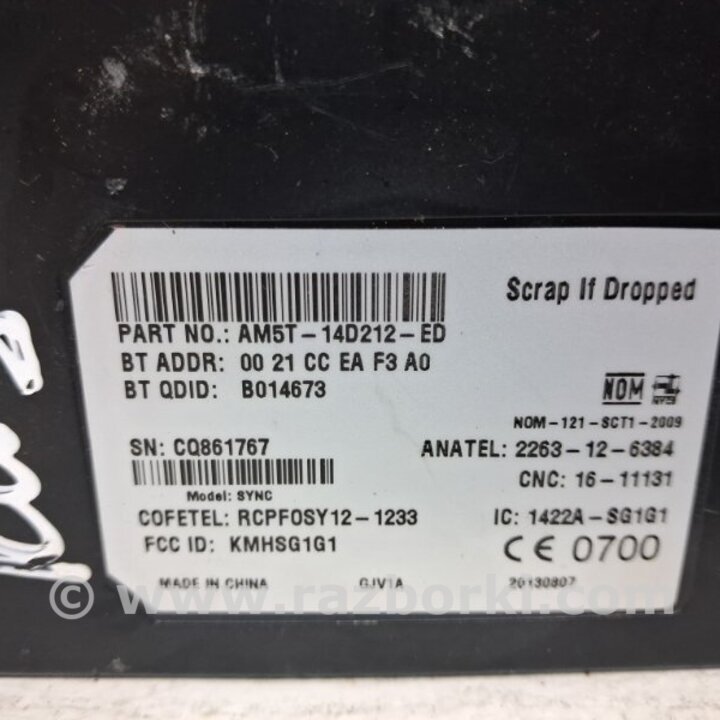 Scrap If Dropped
PART NO.: AM5T-14D212-ED
BT ADDR: 00 21 CC EA F3 A0
BT QDID: B014673
NOM
NYCE
NOM-121-SCT1-2009
SN: CQ861767
ANATEL: 2263-12-6384
CNC: 16-11131
Model: SYNC
COFETEL: RCPFOSY12-1233
IC: 1422A-SG1G1
FCC ID: KMHSG1G1
CE 0700
MADE IN CHINA
GJV1A
20130807
© www.razborki.com